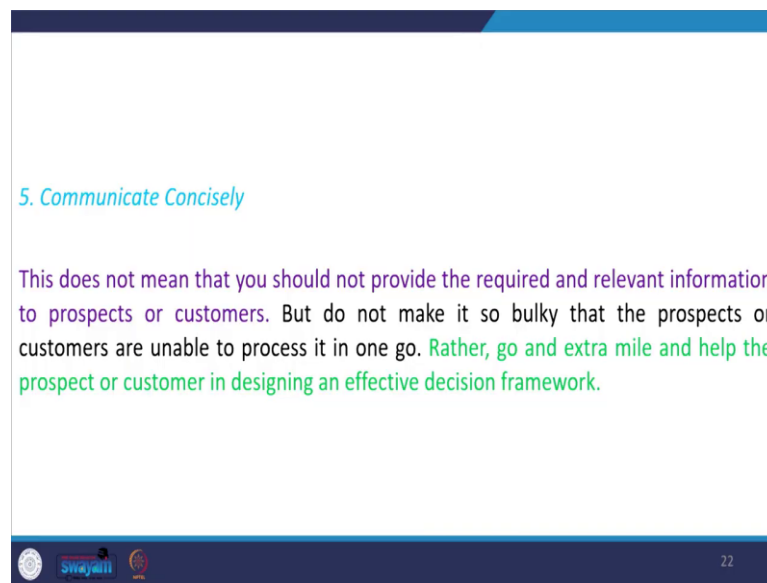 5. Communicate Concisely
This does not mean that you should not provide the required and relevant information
to prospects or customers. But do not make it so bulky that the prospects or
customers are unable to process it in one go. Rather, go and extra mile and help the
prospect or customer in designing an effective decision framework.
swayam
22